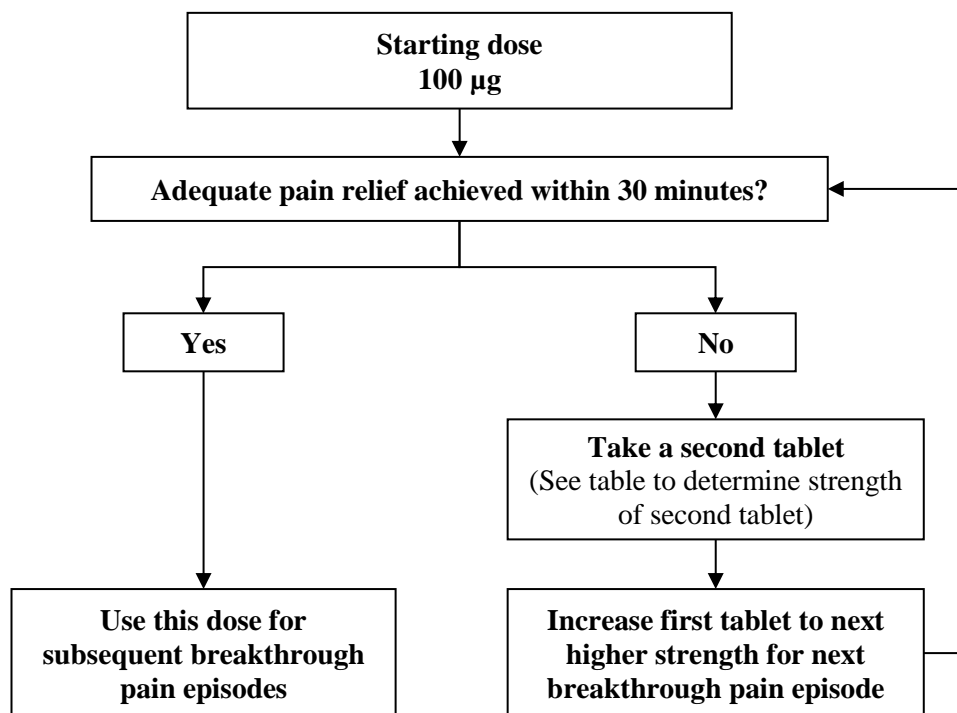 Starting dose
100 µg
Adequate pain relief achieved within 30 minutes?
Yes
No
Take a second tablet
(See table to determine strength
of second tablet)
Use this dose for
subsequent breakthrough
pain episodes
Increase first tablet to next
higher strength for next
breakthrough pain episode